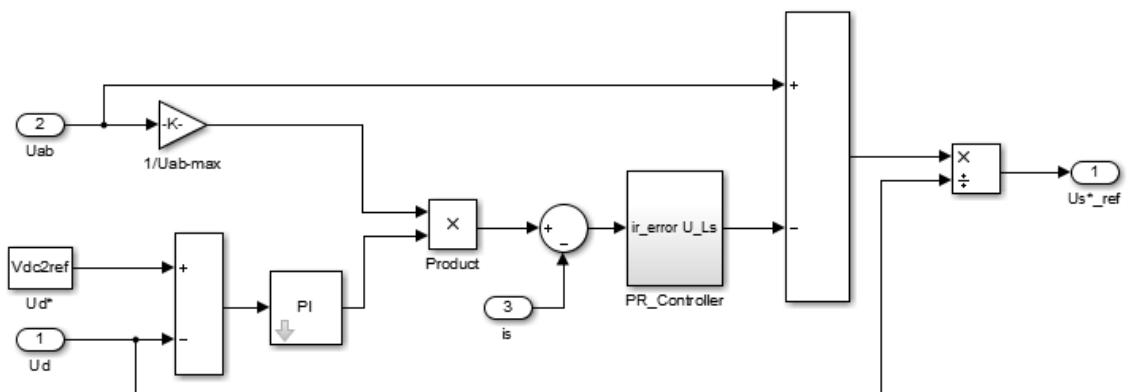 2
Uab
-K-
1/Uab-max
+
−
×
÷
1
Us*_ref
Vdc2ref
Ud*
1
Ud
+
−
PI
×
Product
+
−
3
is
ir_error U_Ls
PR_Controller